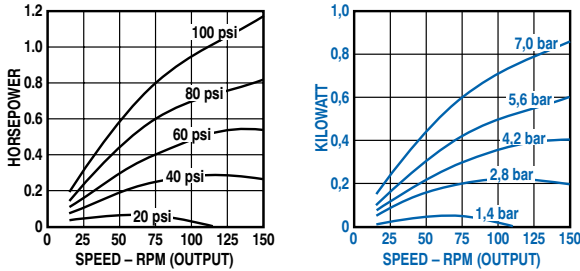 HORSEPOWER
1.2
1.0
0.8
0.6
0.4
0.2
0
100 psi
80 psi
60 psi
40 psi
20 psi
0 25 50 75 100 125 150
SPEED – RPM (OUTPUT)
KILOWATT
1,0
0,8
0,6
0,4
0,2
0
7,0 bar
5,6 bar
4,2 bar
2,8 bar
1,4 bar
0 25 50 75 100 125 150
SPEED – RPM (OUTPUT)